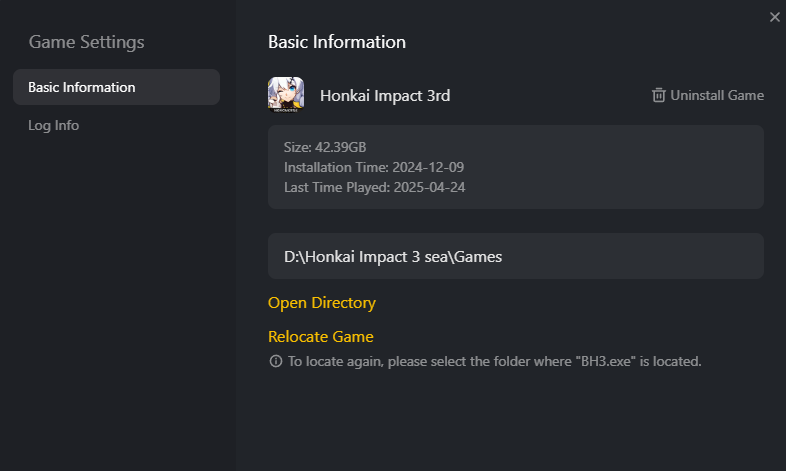 Game Settings
Basic Information
Log Info
Basic Information
Honkai Impact 3rd
Uninstall Game
Size: 42.39GB
Installation Time: 2024-12-09
Last Time Played: 2025-04-24
D:\Honkai Impact 3 sea\Games
Open Directory
Relocate Game
To locate again, please select the folder where "BH3.exe" is located.